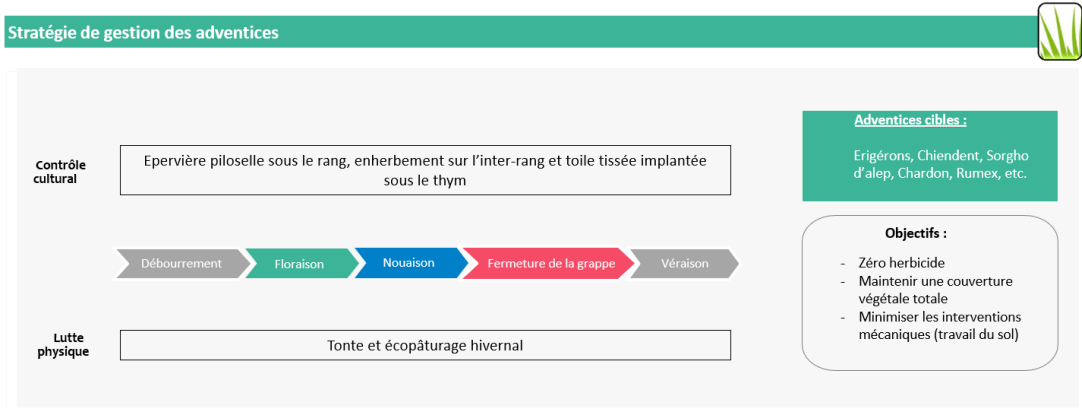 Stratégie de gestion des adventices
Adventices cibles :
Erigérons, Chiendent, Sorgho
d'alep, Chardon, Rumex, etc.
Contrôle
cultural
Epervière piloselle sous le rang, enherbement sur l'inter-rang et toile tissée implantée
sous le thym
Objectifs :
- Zéro herbicide
- Maintenir une couverture
végétale totale
- Minimiser les interventions
mécaniques (travail du sol)
Débourrement Floraison Nouaison Fermeture de la grappe Véraison
Lutte
physique
Tonte et écopâturage hivernal